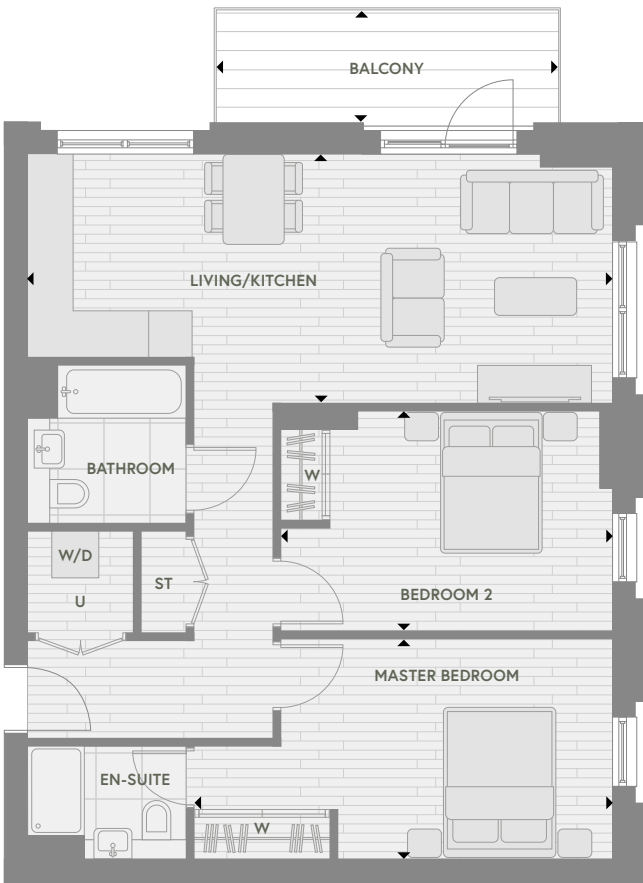 BALCONY
LIVING/KITCHEN
BATHROOM
W
W/D
U
ST
BEDROOM 2
MASTER BEDROOM
EN-SUITE
W